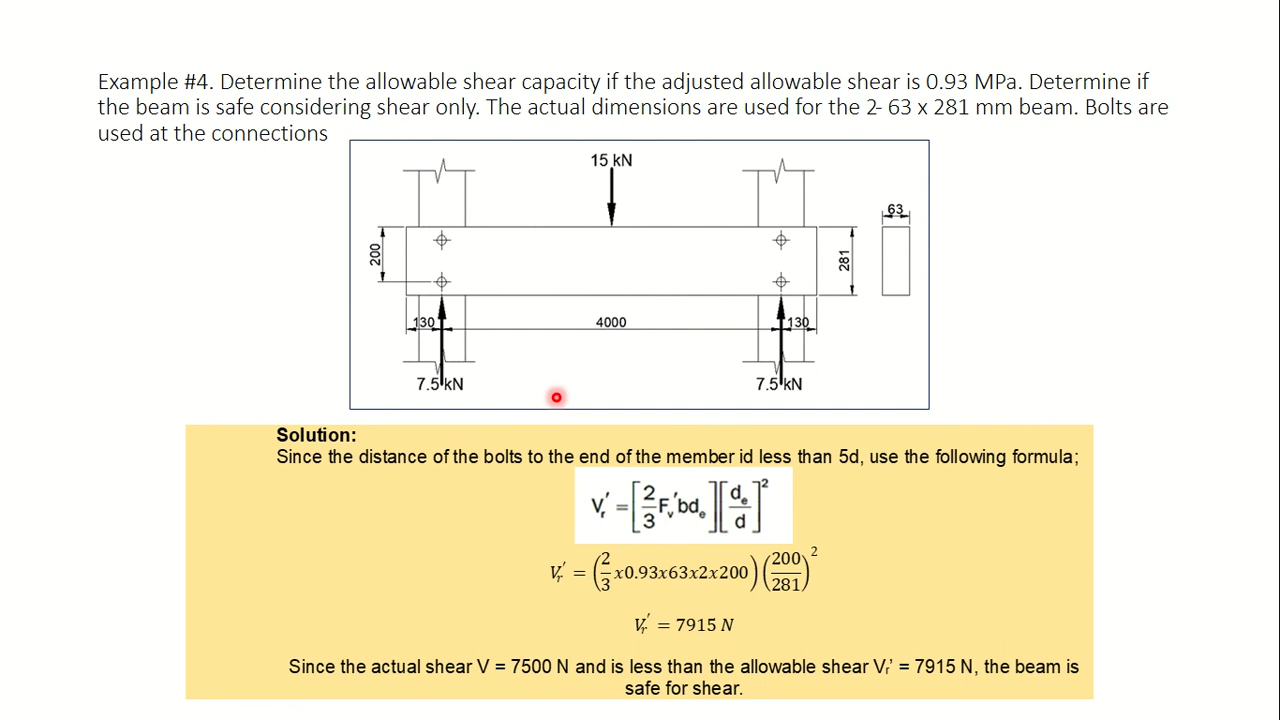 Example #4. Determine the allowable shear capacity if the adjusted allowable shear is 0.93 MPa. Determine if
the beam is safe considering shear only. The actual dimensions are used for the 2- 63 x 281 mm beam. Bolts are
used at the connections
15 kN
63
200
281
130
4000
130
7.5 kN
7.5 kN
Solution:
Since the distance of the bolts to the end of the member id less than 5d, use the following formula;
Vᵣ′ = [2/3 Fᵥ′bdₑ][dₑ/d]²
Vᵣ′ = (2/3 x0.93x63x2x200)(200/281)²
Vᵣ′ = 7915 N
Since the actual shear V = 7500 N and is less than the allowable shear Vᵣ’ = 7915 N, the beam is
safe for shear.